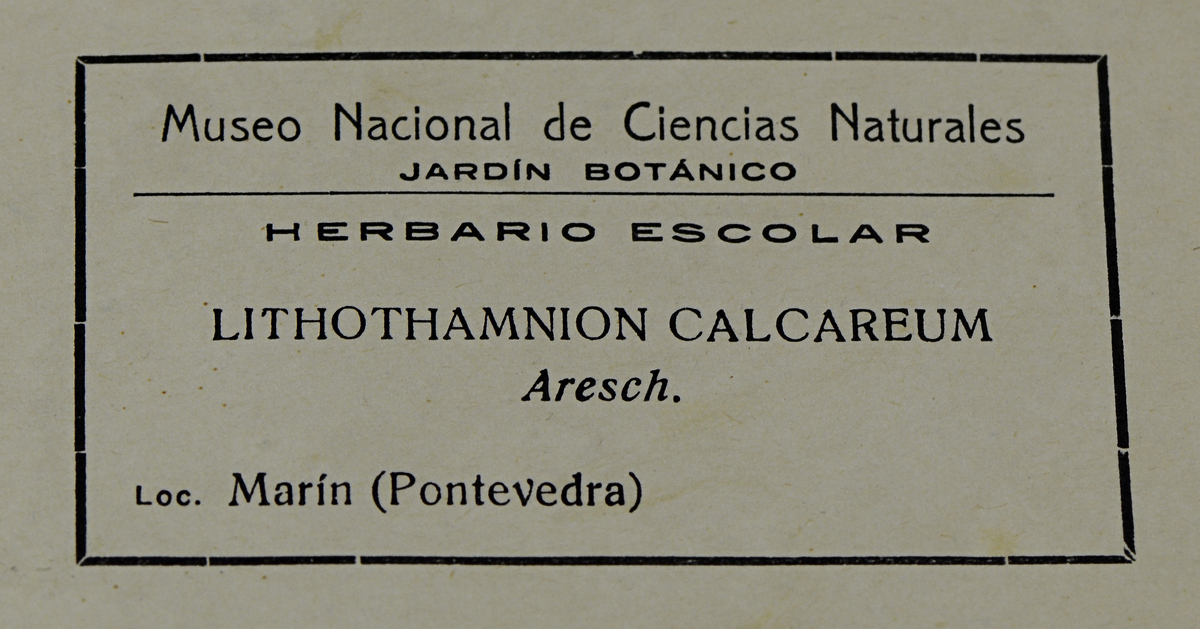 Museo Nacional de Ciencias Naturales
JARDÍN BOTÁNICO
HERBARIO ESCOLAR
LITHOTHAMNION CALCAREUM
Aresch.
Loc. Marín (Pontevedra)